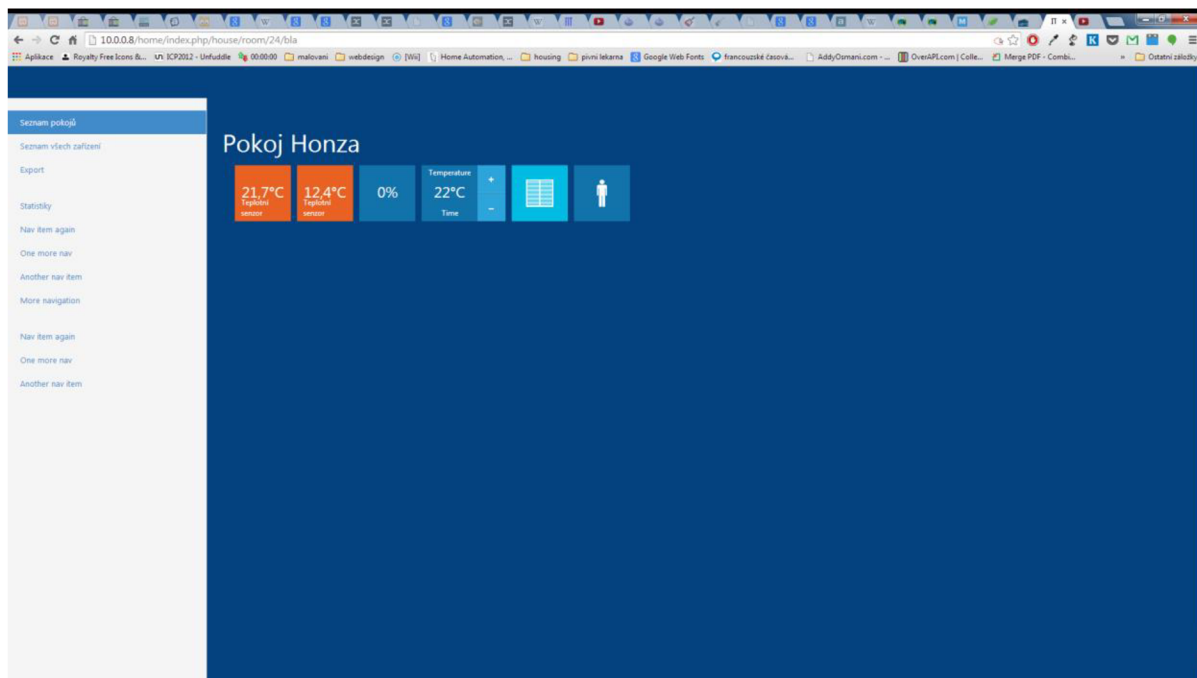 10.0.0.8/home/index.php/house/room/24/bla
Aplikace Royalty Free Icons &... ICP2012 - Unfuddle 00:00:00 malovani webdesign [Wii] Home Automation, ... housing pivni lekarna Google Web Fonts francouzské časová... AddyOsmani.com - ... OverAPI.com | Colle... Merge PDF - Combi... » Ostatní záložky
Seznam pokojů
Seznam všech zařízení
Export
Statistiky
Nav item again
One more nav
Another nav item
More navigation
Nav item again
One more nav
Another nav item
Pokoj Honza
21,7°C
Teplotní
senzor
12,4°C
Teplotní
senzor
0%
Temperature
22°C
Time
+
−